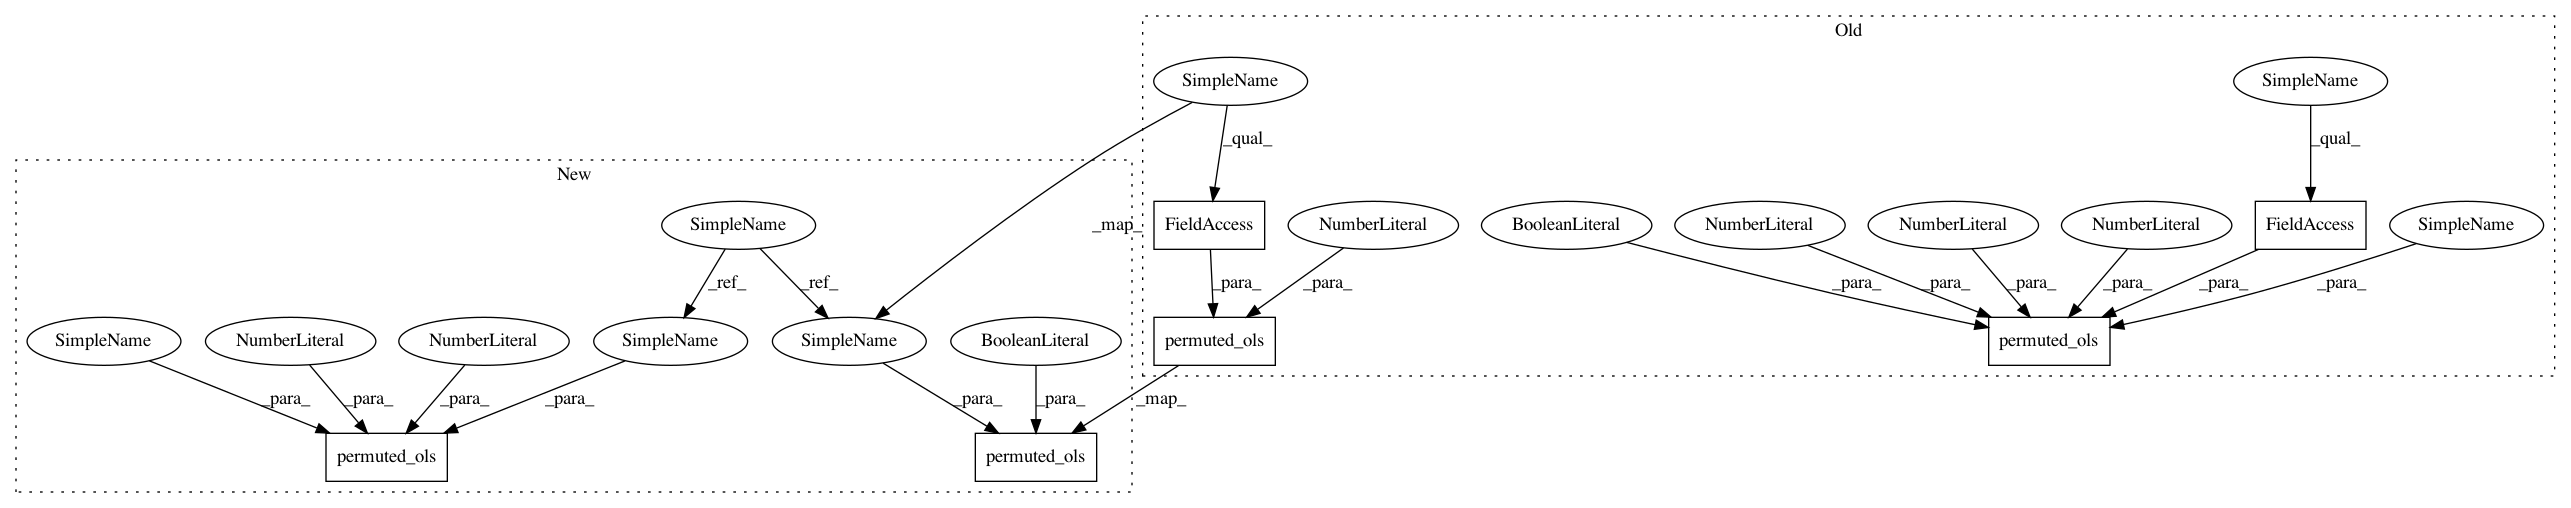 Old
SimpleName
SimpleName
_qual_
_qual_
New
SimpleName
_map_
FieldAccess
NumberLiteral
BooleanLiteral
NumberLiteral
NumberLiteral
NumberLiteral
FieldAccess
SimpleName
_ref_
_ref_
_para_
_para_
_para_
_para_
_para_
_para_
_para_
_para_
SimpleName
NumberLiteral
NumberLiteral
SimpleName
SimpleName
BooleanLiteral
permuted_ols
permuted_ols
_para_
_para_
_para_
_para_
_para_
_para_
_map_
permuted_ols
permuted_ols